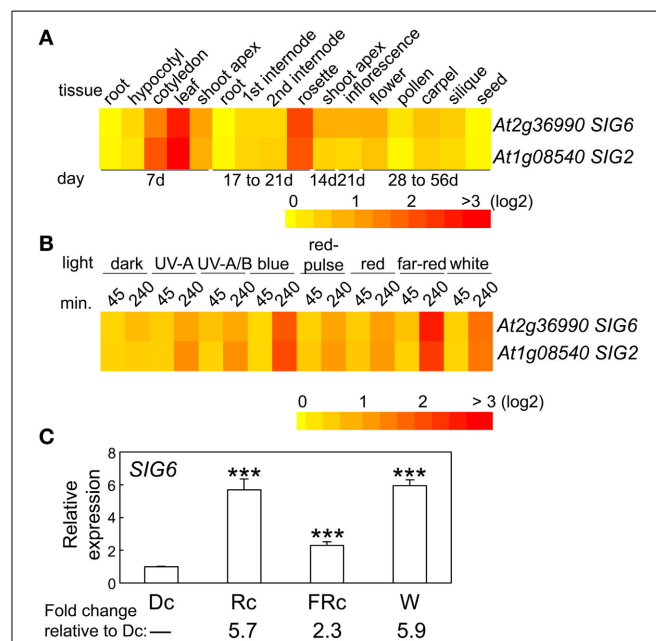 A
tissue root hypocotyl cotyledon leaf shoot apex root 1st internode 2nd internode rosette shoot apex inflorescence flower pollen carpel silique seed
At2g36990 SIG6
At1g08540 SIG2
day 7d 17 to 21d 14d 21d 28 to 56d
0 1 2 >3 (log2)
B
light dark UV-A UV-A/B blue red-pulse red far-red white
min. 45 240 45 240 45 240 45 240 45 240 45 240 45 240 45 240
At2g36990 SIG6
At1g08540 SIG2
0 1 2 > 3 (log2)
C
SIG6
Relative expression
8
6
4
2
0
*** *** ***
Dc Rc FRc W
Fold change
relative to Dc: — 5.7 2.3 5.9